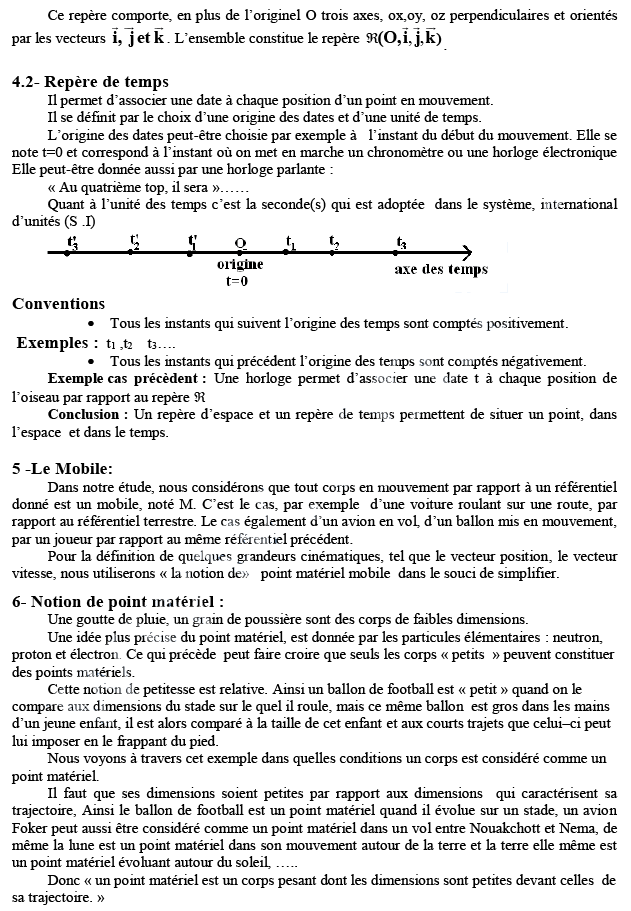 Ce repère comporte, en plus de l'originel O trois axes, ox,oy, oz perpendiculaires et orientés
par les vecteurs i⃗, j⃗ et k⃗. L'ensemble constitue le repère ℜ(O,i⃗,j⃗,k⃗)
4.2- Repère de temps
Il permet d'associer une date à chaque position d'un point en mouvement.
Il se définit par le choix d'une origine des dates et d'une unité de temps.
L'origine des dates peut-être choisie par exemple à l'instant du début du mouvement. Elle se
note t=0 et correspond à l'instant où on met en marche un chronomètre ou une horloge électronique
Elle peut-être donnée aussi par une horloge parlante :
« Au quatrième top, il sera »……
Quant à l'unité des temps c'est la seconde(s) qui est adoptée dans le système, international
d'unités (S .I)
t'3 t'2 t'1 O t1 t2 t3
origine axe des temps
t=0
Conventions
• Tous les instants qui suivent l'origine des temps sont comptés positivement.
Exemples : t1 ,t2 t3….
• Tous les instants qui précédent l'origine des temps sont comptés négativement.
Exemple cas précèdent : Une horloge permet d'associer une date t à chaque position de
l'oiseau par rapport au repère ℜ
Conclusion : Un repère d'espace et un repère de temps permettent de situer un point, dans
l'espace et dans le temps.
5 -Le Mobile:
Dans notre étude, nous considérons que tout corps en mouvement par rapport à un référentiel
donné est un mobile, noté M. C'est le cas, par exemple d'une voiture roulant sur une route, par
rapport au référentiel terrestre. Le cas également d'un avion en vol, d'un ballon mis en mouvement,
par un joueur par rapport au même référentiel précédent.
Pour la définition de quelques grandeurs cinématiques, tel que le vecteur position, le vecteur
vitesse, nous utiliserons « la notion de» point matériel mobile dans le souci de simplifier.
6- Notion de point matériel :
Une goutte de pluie, un grain de poussière sont des corps de faibles dimensions.
Une idée plus précise du point matériel, est donnée par les particules élémentaires : neutron,
proton et électron. Ce qui précède peut faire croire que seuls les corps « petits » peuvent constituer
des points matériels.
Cette notion de petitesse est relative. Ainsi un ballon de football est « petit » quand on le
compare aux dimensions du stade sur le quel il roule, mais ce même ballon est gros dans les mains
d'un jeune enfant, il est alors comparé à la taille de cet enfant et aux courts trajets que celui–ci peut
lui imposer en le frappant du pied.
Nous voyons à travers cet exemple dans quelles conditions un corps est considéré comme un
point matériel.
Il faut que ses dimensions soient petites par rapport aux dimensions qui caractérisent sa
trajectoire, Ainsi le ballon de football est un point matériel quand il évolue sur un stade, un avion
Foker peut aussi être considéré comme un point matériel dans un vol entre Nouakchott et Nema, de
même la lune est un point matériel dans son mouvement autour de la terre et la terre elle même est
un point matériel évoluant autour du soleil, …..
Donc « un point matériel est un corps pesant dont les dimensions sont petites devant celles de
sa trajectoire. »